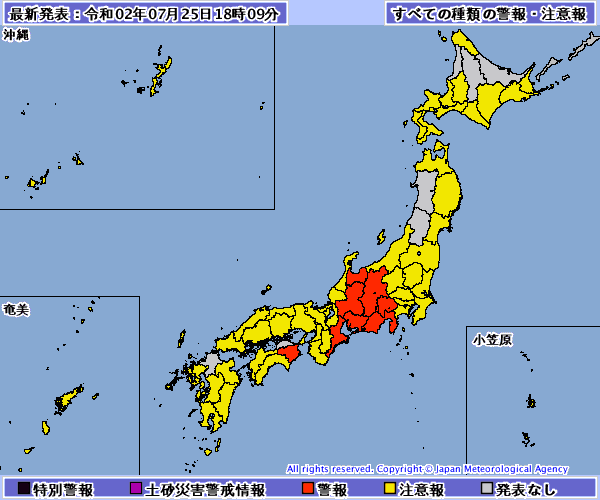 最新発表：令和02年07月25日18時09分
すべての種類の警報・注意報
沖縄
奄美
小笠原
All rights reserved. Copyright © Japan Meteorological Agency
特別警報
土砂災害警戒情報
警報
注意報
発表なし